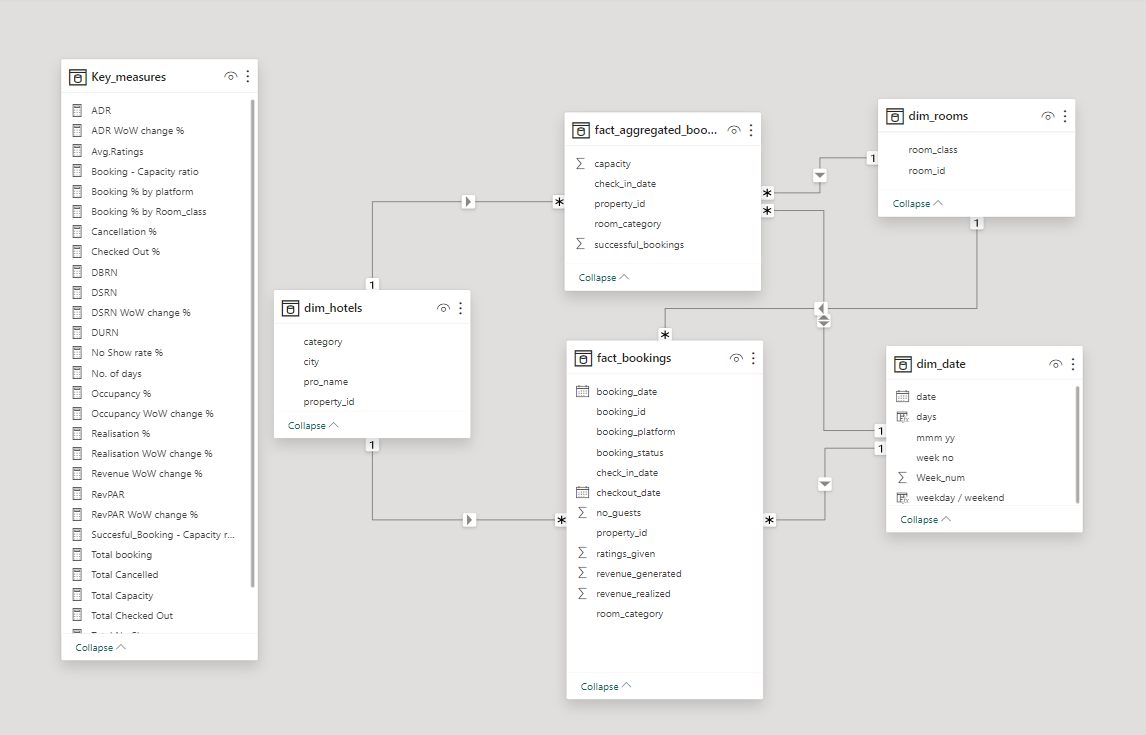 Key_measures
ADR
ADR WoW change %
Avg.Ratings
Booking - Capacity ratio
Booking % by platform
Booking % by Room_class
Cancellation %
Checked Out %
DBRN
DSRN
DSRN WoW change %
DURN
No Show rate %
No. of days
Occupancy %
Occupancy WoW change %
Realisation %
Realisation WoW change %
Revenue WoW change %
RevPAR
RevPAR WoW change %
Succesful_Booking - Capacity r...
Total booking
Total Cancelled
Total Capacity
Total Checked Out
Collapse
dim_hotels
category
city
pro_name
property_id
Collapse
1
1
fact_aggregated_boo...
capacity
check_in_date
property_id
room_category
successful_bookings
Collapse
*
*
*
fact_bookings
booking_date
booking_id
booking_platform
booking_status
check_in_date
checkout_date
no_guests
property_id
ratings_given
revenue_generated
revenue_realized
room_category
Collapse
*
*
*
dim_rooms
room_class
room_id
Collapse
1
1
dim_date
date
days
mmm yy
week no
Week_num
weekday / weekend
Collapse
1
1